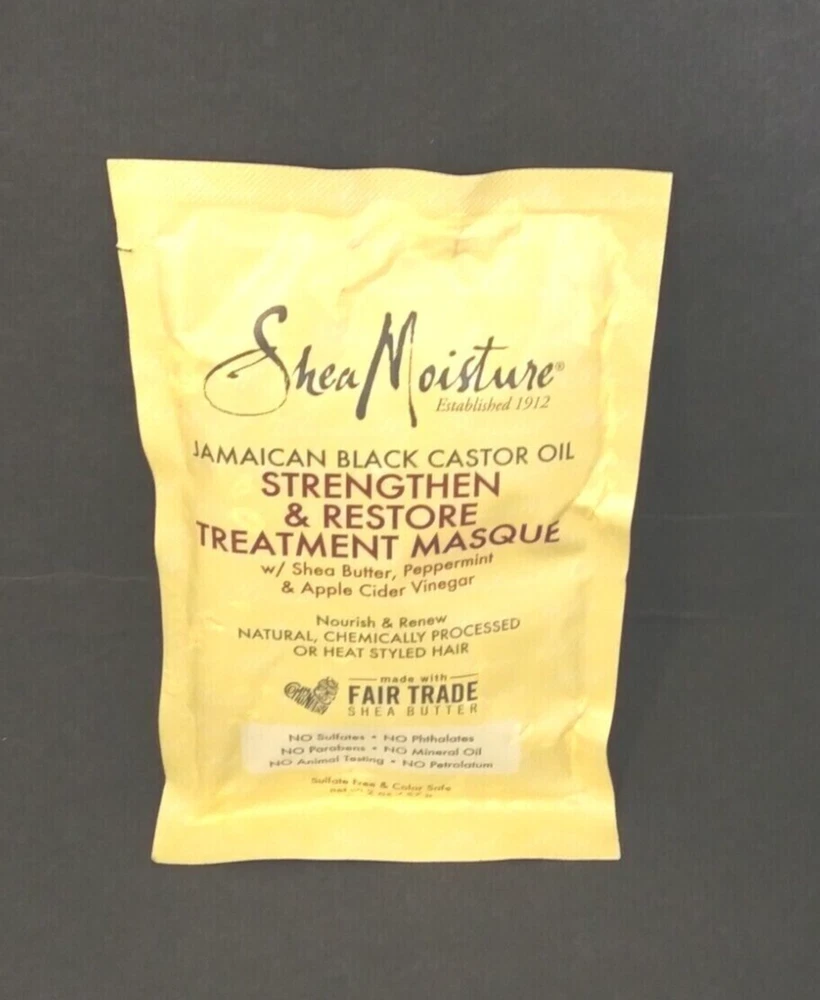 SheaMoisture®
Established 1912
JAMAICAN BLACK CASTOR OIL
STRENGTHEN
& RESTORE
TREATMENT MASQUE
w/ Shea Butter, Peppermint
& Apple Cider Vinegar
Nourish & Renew
NATURAL, CHEMICALLY PROCESSED
OR HEAT STYLED HAIR
made with
FAIR TRADE
SHEA BUTTER
NO Sulfates • NO Phthalates
NO Parabens • NO Mineral Oil
NO Animal Testing • NO Petrolatum
Sulfate Free & Color Safe